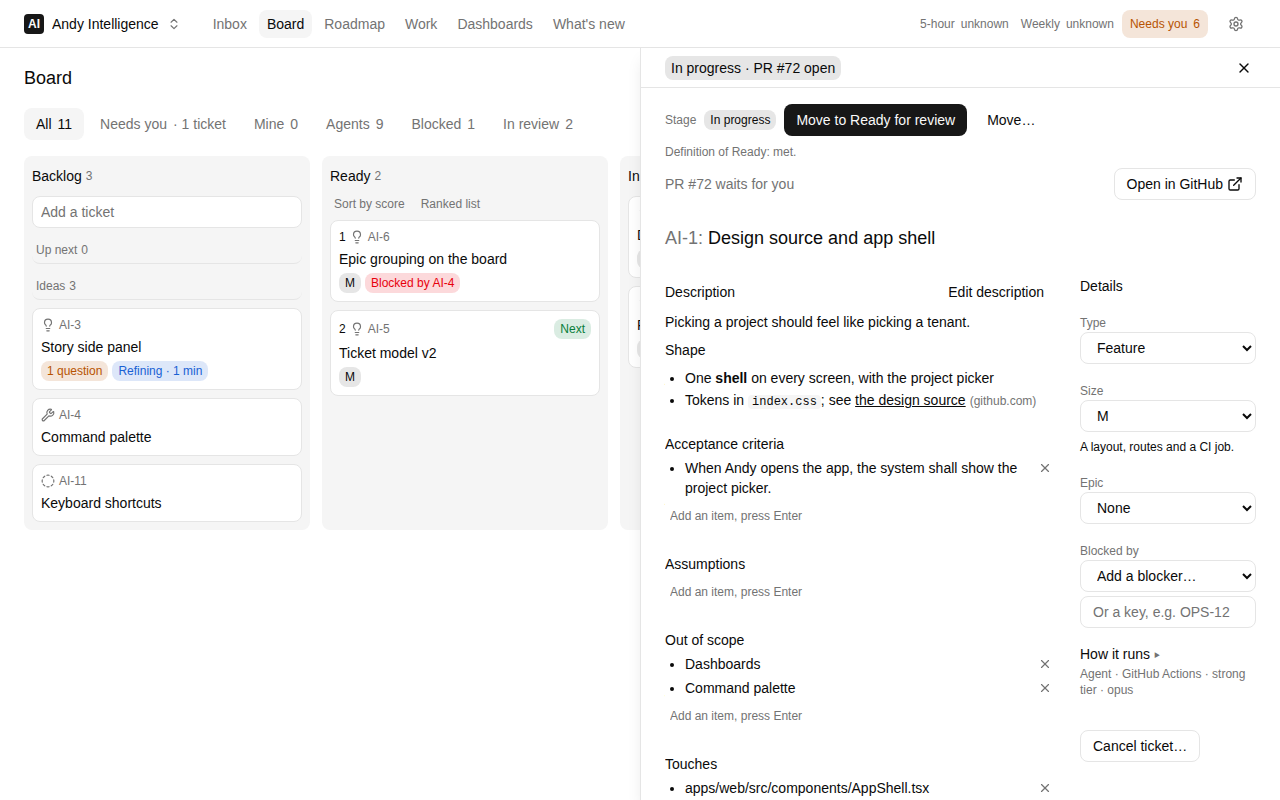 AI Andy Intelligence Inbox Board Roadmap Work Dashboards What's new 5-hour unknown Weekly unknown Needs you 6
Board
All 11 Needs you · 1 ticket Mine 0 Agents 9 Blocked 1 In review 2
Backlog 3
Add a ticket
Up next 0
Ideas 3
AI-3
Story side panel
1 question Refining · 1 min
AI-4
Command palette
AI-11
Keyboard shortcuts
Ready 2
Sort by score Ranked list
1 AI-6
Epic grouping on the board
M Blocked by AI-4
2 AI-5 Next
Ticket model v2
M
In
In progress · PR #72 open
Stage In progress Move to Ready for review Move…
Definition of Ready: met.
PR #72 waits for you Open in GitHub
AI-1: Design source and app shell
Description Edit description
Picking a project should feel like picking a tenant.
Shape
One shell on every screen, with the project picker
Tokens in index.css; see the design source (github.com)
Acceptance criteria
When Andy opens the app, the system shall show the
project picker.
Add an item, press Enter
Assumptions
Add an item, press Enter
Out of scope
Dashboards
Command palette
Add an item, press Enter
Touches
apps/web/src/components/AppShell.tsx
Details
Type
Feature
Size
M
A layout, routes and a CI job.
Epic
None
Blocked by
Add a blocker…
Or a key, e.g. OPS-12
How it runs ▸
Agent · GitHub Actions · strong
tier · opus
Cancel ticket…